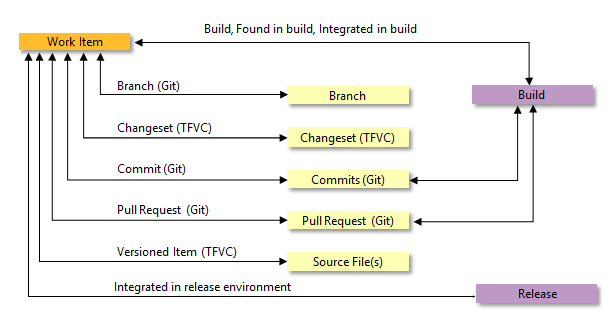 Build, Found in build, Integrated in build
Work Item
Branch (Git)
Branch
Build
Changeset (TFVC)
Changeset (TFVC)
Commit (Git)
Commits (Git)
Pull Request (Git)
Pull Request (Git)
Versioned Item (TFVC)
Source File(s)
Integrated in release environment
Release